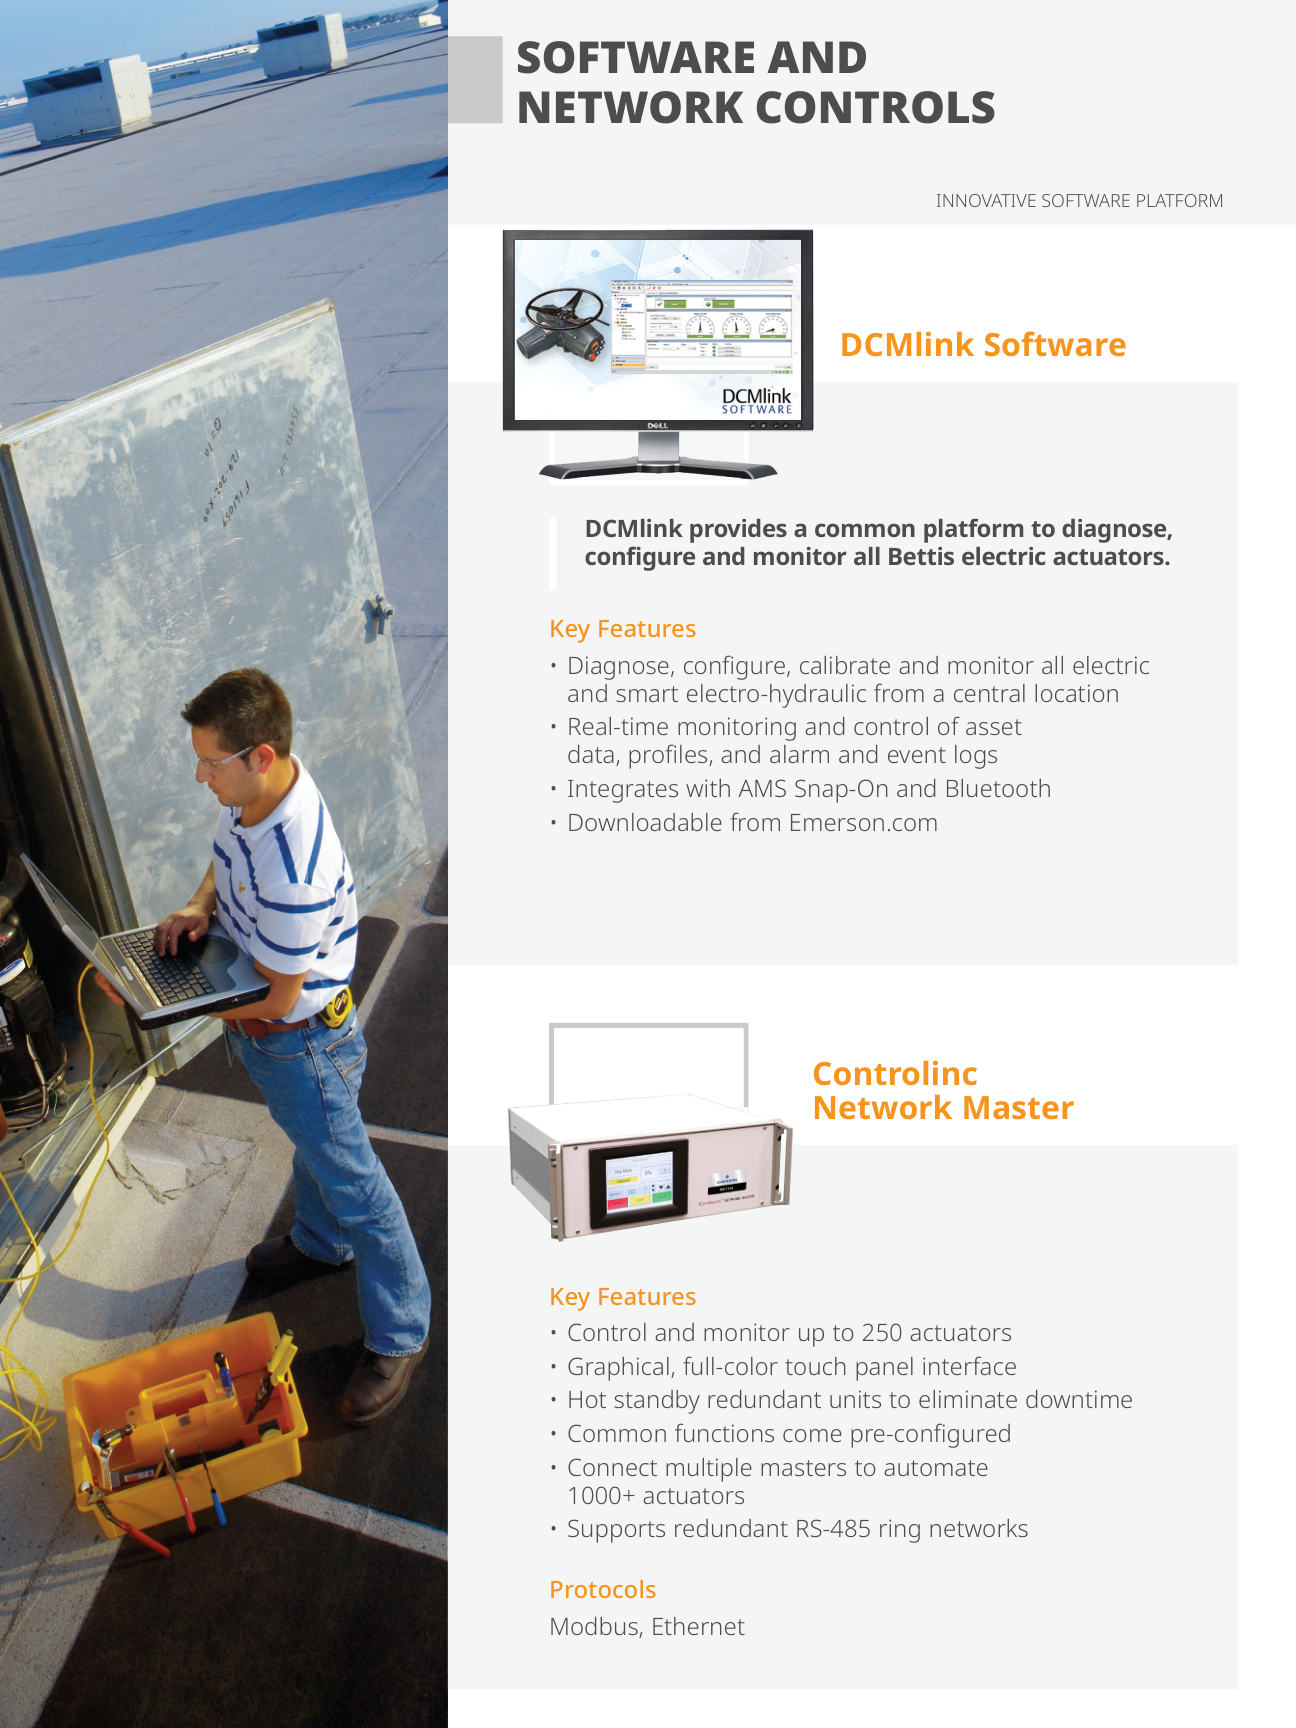 SOFTWARE AND
NETWORK CONTROLS
INNOVATIVE SOFTWARE PLATFORM
DCMlink
SOFTWARE
DELL
DCMlink Software
DCMlink provides a common platform to diagnose,
configure and monitor all Bettis electric actuators.
Key Features
• Diagnose, configure, calibrate and monitor all electric
and smart electro-hydraulic from a central location
• Real-time monitoring and control of asset
data, profiles, and alarm and event logs
• Integrates with AMS Snap-On and Bluetooth
• Downloadable from Emerson.com
Controlinc
Network Master
EMERSON
NETWORK MASTER
Key Features
• Control and monitor up to 250 actuators
• Graphical, full-color touch panel interface
• Hot standby redundant units to eliminate downtime
• Common functions come pre-configured
• Connect multiple masters to automate
1000+ actuators
• Supports redundant RS-485 ring networks
Protocols
Modbus, Ethernet